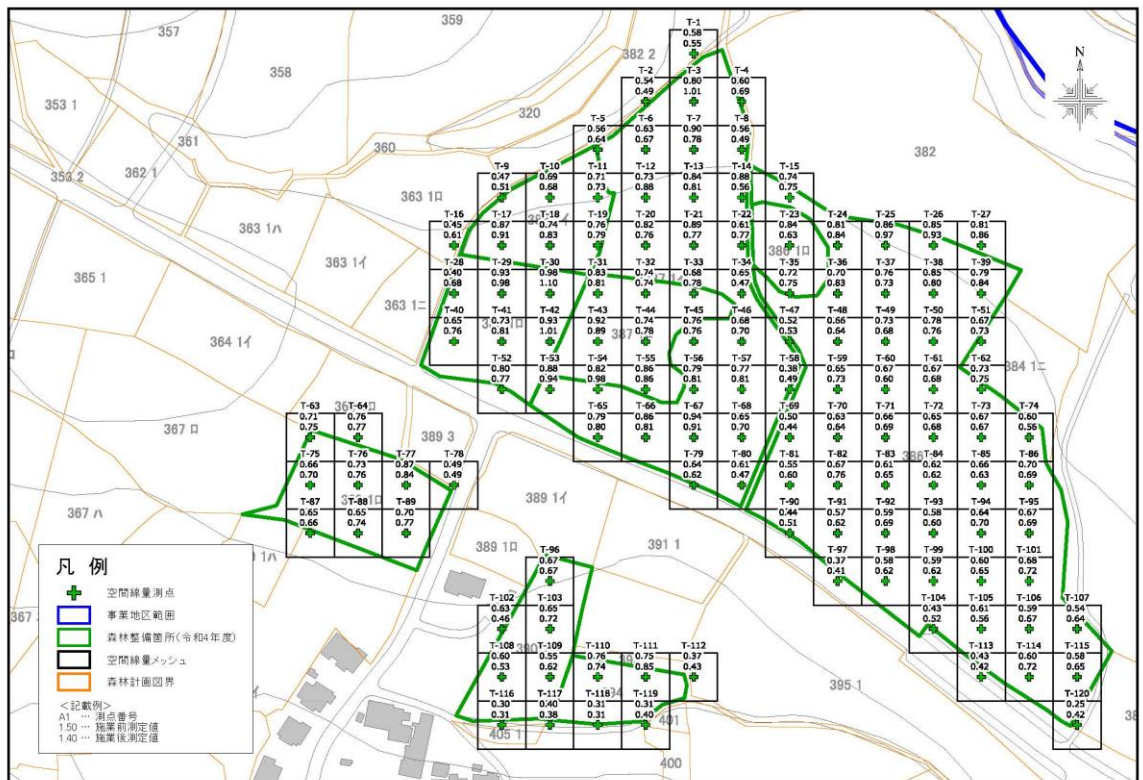 357
359
358
382 2
T-1
0.58
0.55
N
353 1
320
T-2
0.54
0.49
T-3
0.80
1.01
T-4
0.60
0.69
361
360
353 2
362 1
382
T-5
0.56
0.64
T-6
0.63
0.67
T-7
0.90
0.78
T-8
0.56
0.49
363 1ロ
T-9
0.47
0.51
T-10
0.69
0.68
T-11
0.71
0.73
T-12
0.73
0.88
T-13
0.84
0.81
T-14
0.88
0.56
T-15
0.74
0.75
363 1ハ
T-16
0.45
0.61
T-17
0.87
0.91
T-18
0.74
0.83
T-19
0.76
0.79
T-20
0.82
0.76
T-21
0.89
0.77
T-22
0.61
0.77
T-23
0.84
0.63
T-24
0.81
0.84
T-25
0.86
0.97
T-26
0.85
0.93
T-27
0.81
0.86
386 1ロ
365 1
363 1イ
363 1ニ
T-28
0.40
0.68
T-29
0.93
0.98
T-30
0.98
1.10
T-31
0.83
0.81
T-32
0.74
0.74
T-33
0.68
0.78
T-34
0.65
0.47
T-35
0.72
0.75
T-36
0.70
0.83
T-37
0.76
0.73
T-38
0.85
0.80
T-39
0.79
0.84
364 1イ
T-40
0.65
0.76
T-41
0.73
0.81
T-42
0.93
1.01
T-43
0.92
0.89
T-44
0.74
0.78
T-45
0.76
0.76
T-46
0.68
0.70
T-47
0.52
0.53
T-48
0.66
0.64
T-49
0.73
0.68
T-50
0.78
0.76
T-51
0.67
0.73
384 1ニ
T-52
0.80
0.77
T-53
0.88
0.94
T-54
0.82
0.98
T-55
0.86
0.86
T-56
0.79
0.81
T-57
0.77
0.81
T-58
0.38
0.49
T-59
0.65
0.73
T-60
0.67
0.60
T-61
0.67
0.68
T-62
0.73
0.75
367 ロ
T-63
0.71
0.75
T-64
0.76
0.77
389 3
T-65
0.79
0.80
T-66
0.86
0.81
T-67
0.94
0.91
T-68
0.65
0.70
T-69
0.50
0.44
T-70
0.63
0.64
T-71
0.66
0.69
T-72
0.65
0.68
T-73
0.67
0.67
T-74
0.60
0.56
T-75
0.66
0.70
T-76
0.73
0.76
T-77
0.87
0.84
T-78
0.49
0.49
389 1イ
T-79
0.64
0.62
T-80
0.61
0.47
T-81
0.55
0.60
T-82
0.67
0.76
T-83
0.61
0.65
T-84
0.62
0.62
T-85
0.66
0.63
T-86
0.70
0.69
367 ハ
T-87
0.65
0.66
T-88
0.65
0.74
T-89
0.70
0.77
T-90
0.44
0.51
T-91
0.57
0.62
T-92
0.59
0.69
T-93
0.58
0.60
T-94
0.64
0.70
T-95
0.67
0.69
389 1ロ
391 1
T-96
0.67
0.67
T-97
0.37
0.41
T-98
0.58
0.62
T-99
0.59
0.62
T-100
0.60
0.65
T-101
0.68
0.72
T-102
0.63
0.46
T-103
0.65
0.72
T-104
0.43
0.52
T-105
0.61
0.56
T-106
0.59
0.67
T-107
0.54
0.64
T-108
0.60
0.53
T-109
0.55
0.62
T-110
0.76
0.74
T-111
0.75
0.85
T-112
0.37
0.43
T-113
0.43
0.42
T-114
0.60
0.72
T-115
0.58
0.65
395 1
T-116
0.30
0.31
T-117
0.40
0.38
T-118
0.31
0.31
T-119
0.31
0.40
T-120
0.25
0.42
401
405 1
400
凡 例
空間線量測点
事業地区範囲
森林整備箇所(令和4年度)
空間線量メッシュ
森林計画図界
<記載例>
A1 … 測点番号
1.50 … 施業前測定値
1.40 … 施業後測定値